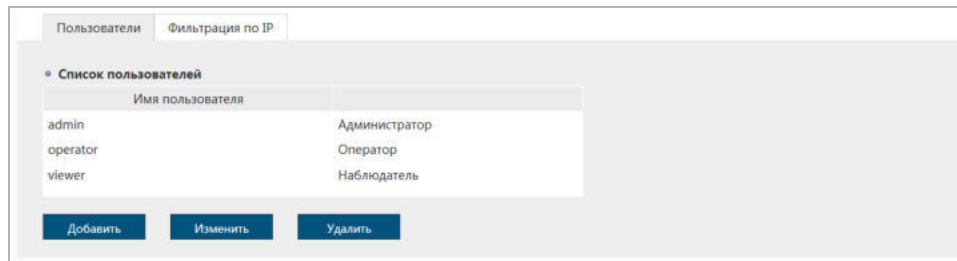 Пользователи Фильтрация по IP
Список пользователей
Имя пользователя
admin Администратор
operator Оператор
viewer Наблюдатель
Добавить Изменить Удалить